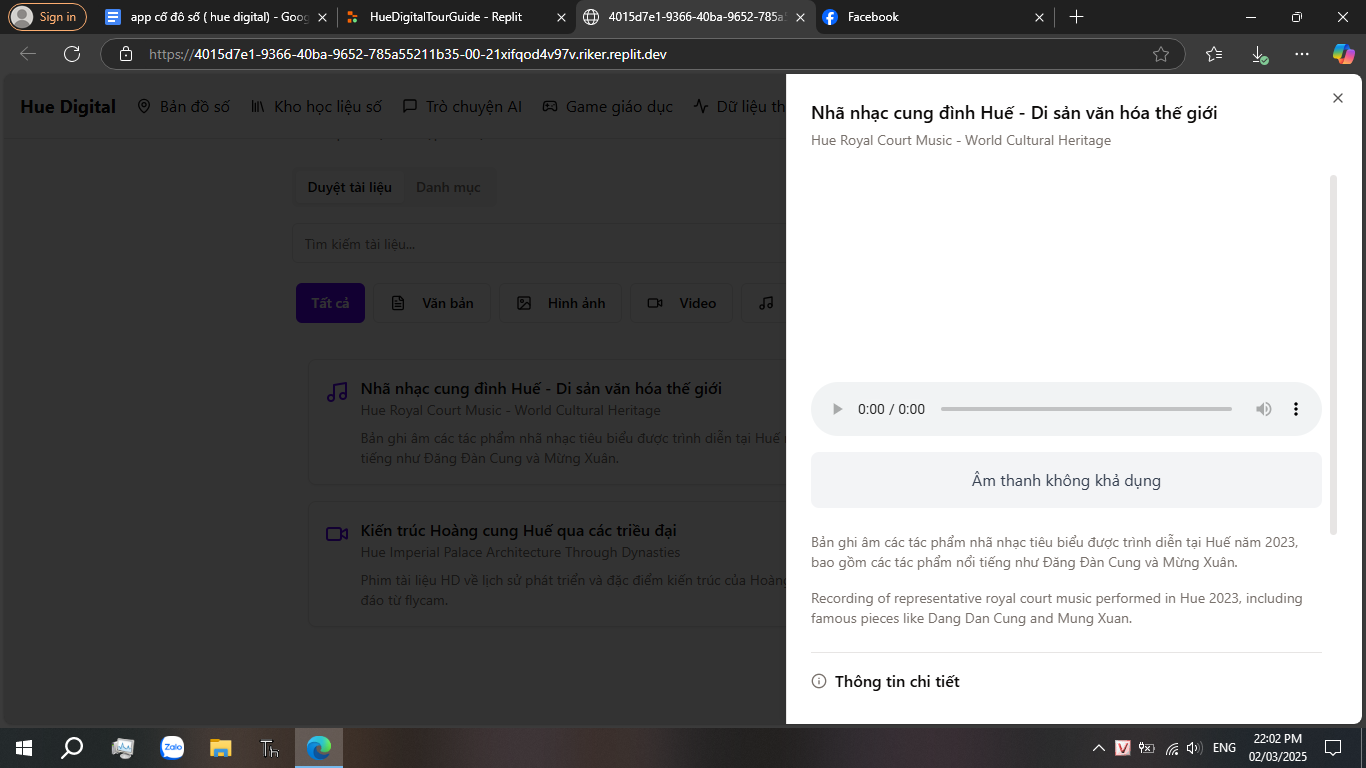 Sign in
app cố đô số ( hue digital) - Goog
HueDigitalTourGuide - Replit
4015d7e1-9366-40ba-9652-785a5
Facebook
https://4015d7e1-9366-40ba-9652-785a55211b35-00-21xifqod4v97v.riker.replit.dev
Hue Digital
Bản đồ số
Kho học liệu số
Trò chuyện AI
Game giáo dục
Dữ liệu th
Duyệt tài liệu
Danh mục
Tìm kiếm tài liệu...
Tất cả
Văn bản
Hình ảnh
Video
Nhã nhạc cung đình Huế - Di sản văn hóa thế giới
Hue Royal Court Music - World Cultural Heritage
Bản ghi âm các tác phẩm nhã nhạc tiêu biểu được trình diễn tại Huế
tiếng như Đăng Đàn Cung và Mừng Xuân.
Kiến trúc Hoàng cung Huế qua các triều đại
Hue Imperial Palace Architecture Through Dynasties
Phim tài liệu HD về lịch sử phát triển và đặc điểm kiến trúc của Hoàng
đáo từ flycam.
Nhã nhạc cung đình Huế - Di sản văn hóa thế giới
Hue Royal Court Music - World Cultural Heritage
0:00 / 0:00
Âm thanh không khả dụng
Bản ghi âm các tác phẩm nhã nhạc tiêu biểu được trình diễn tại Huế năm 2023,
bao gồm các tác phẩm nổi tiếng như Đăng Đàn Cung và Mừng Xuân.
Recording of representative royal court music performed in Hue 2023, including
famous pieces like Dang Dan Cung and Mung Xuan.
Thông tin chi tiết
Zalo
Th
V
ENG
22:02 PM
02/03/2025